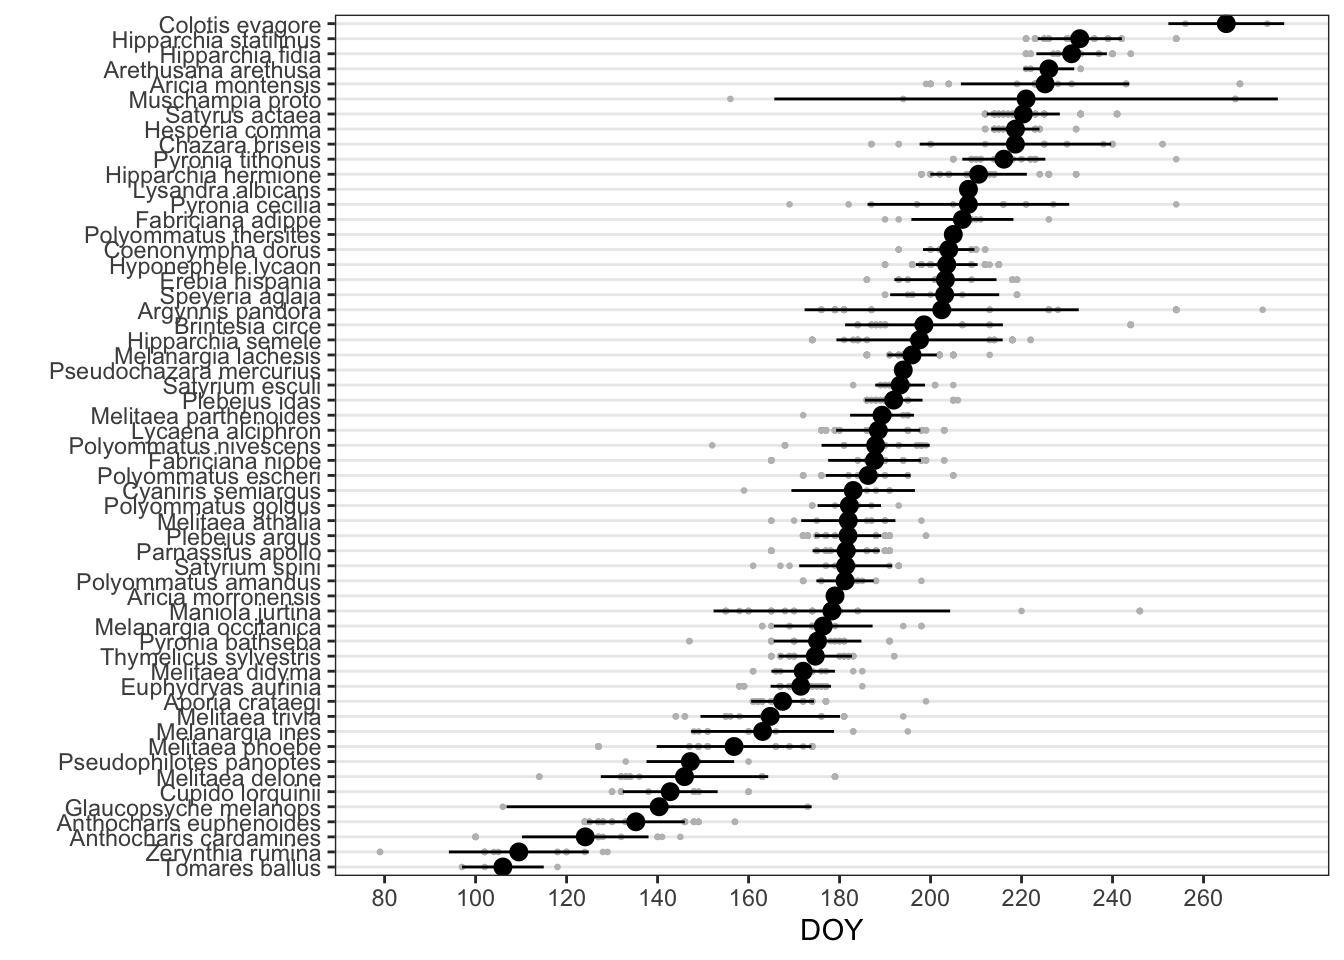 Colotis evagore
Hipparchia statilinus
Hipparchia fidia
Arethusana arethusa
Aricia montensis
Muschampia proto
Satyrus actaea
Hesperia comma
Chazara briseis
Pyronia tithonus
Hipparchia hermione
Lysandra albicans
Pyronia cecilia
Fabriciana adippe
Polyommatus thersites
Coenonympha dorus
Hyponephele lycaon
Erebia hispania
Speyeria aglaja
Argynnis pandora
Brintesia circe
Hipparchia semele
Melanargia lachesis
Pseudochazara mercurius
Satyrium esculi
Plebejus idas
Melitaea parthenoides
Lycaena alciphron
Polyommatus nivescens
Fabriciana niobe
Polyommatus escheri
Cyaniris semiargus
Polyommatus golgus
Melitaea athalia
Plebejus argus
Parnassius apollo
Satyrium spini
Polyommatus amandus
Aricia morronensis
Maniola jurtina
Melanargia occitanica
Pyronia bathseba
Thymelicus sylvestris
Melitaea didyma
Euphydryas aurinia
Aporia crataegi
Melitaea trivia
Melanargia ines
Melitaea phoebe
Pseudophilotes panoptes
Melitaea deione
Cupido lorquinii
Glaucopsyche melanops
Anthocharis euphenoides
Anthocharis cardamines
Zerynthia rumina
Tomares ballus
80 100 120 140 160 180 200 220 240 260
DOY